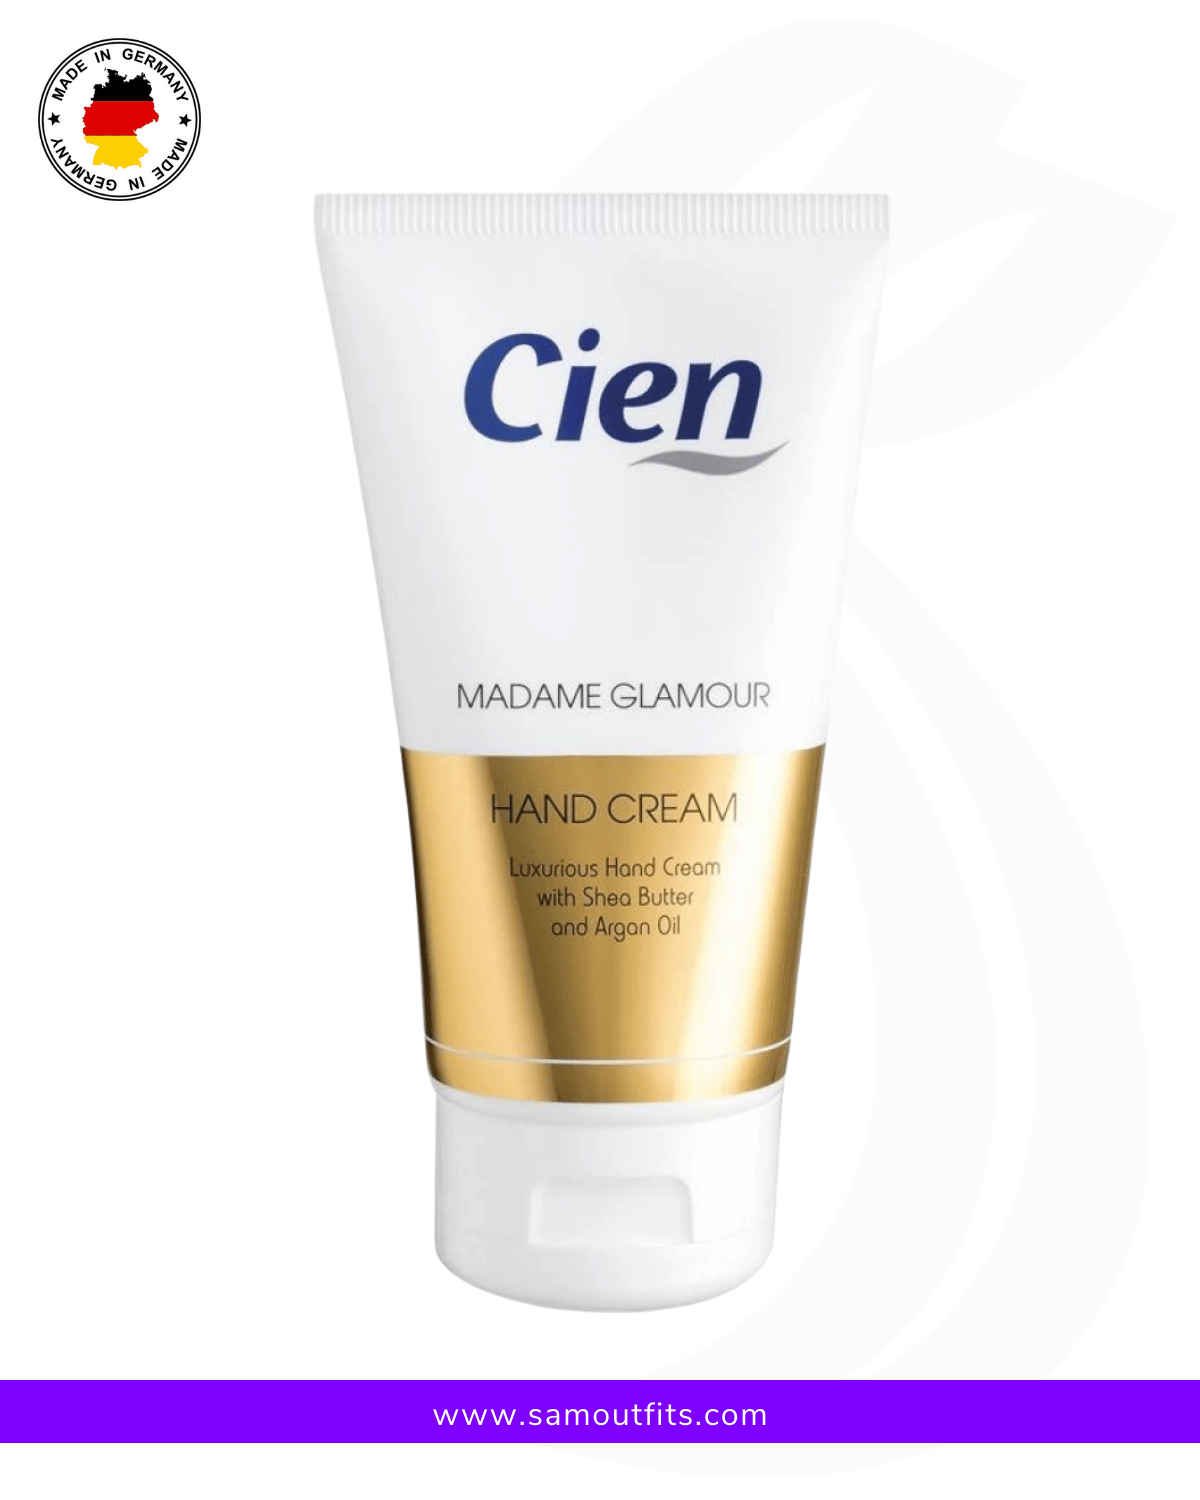 MADE IN GERMANY
MADE IN GERMANY
Cien
MADAME GLAMOUR
HAND CREAM
Luxurious Hand Cream
with Shea Butter
and Argan Oil
www.samoutfits.com